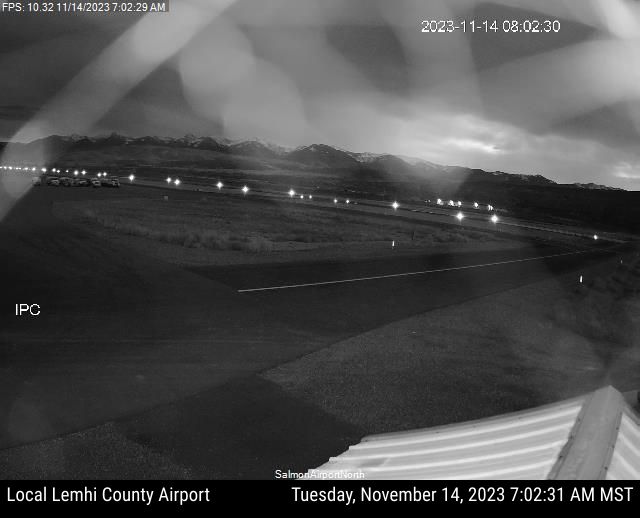 FPS: 10.32 11/14/2023 7:02:29 AM
2023-11-14 08:02:30
IPC
SalmonAirportNorth
Local Lemhi County Airport
Tuesday, November 14, 2023 7:02:31 AM MST